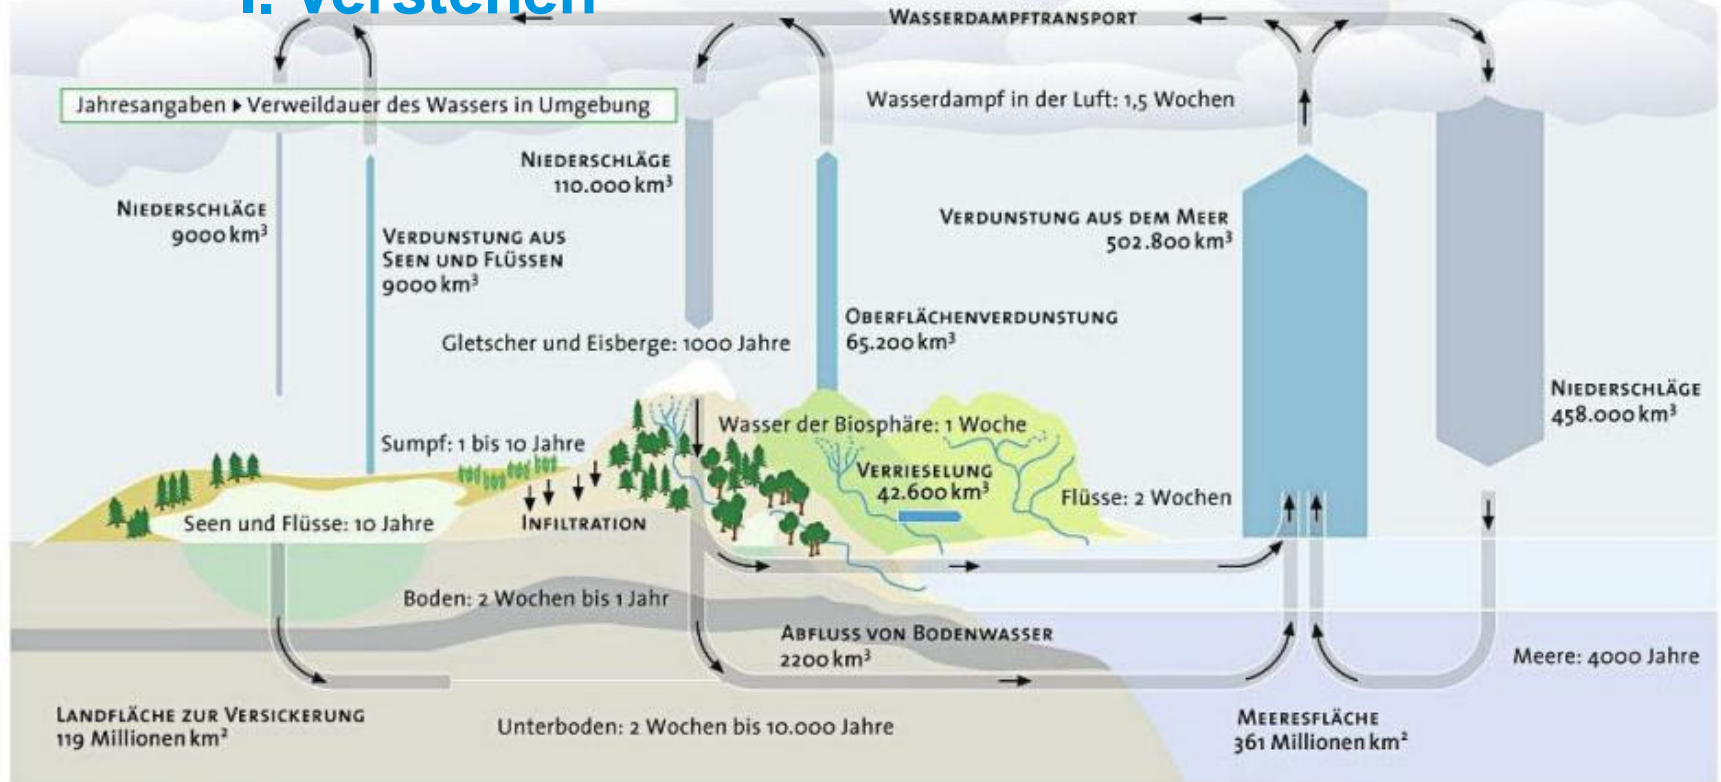 1. Verstehen
WASSERDAMPFTRANSPORT
Jahresangaben ▸ Verweildauer des Wassers in Umgebung
Wasserdampf in der Luft: 1,5 Wochen
NIEDERSCHLÄGE
9000 km³
VERDUNSTUNG AUS
SEEN UND FLÜSSEN
9000 km³
NIEDERSCHLÄGE
110.000 km³
VERDUNSTUNG AUS DEM MEER
502.800 km³
OBERFLÄCHENVERDUNSTUNG
65.200 km³
Gletscher und Eisberge: 1000 Jahre
NIEDERSCHLÄGE
458.000 km³
Sumpf: 1 bis 10 Jahre
Wasser der Biosphäre: 1 Woche
VERRIESELUNG
42.600 km³
Flüsse: 2 Wochen
Seen und Flüsse: 10 Jahre
INFILTRATION
Boden: 2 Wochen bis 1 Jahr
ABFLUSS VON BODENWASSER
2200 km³
Meere: 4000 Jahre
LANDFLÄCHE ZUR VERSICKERUNG
119 Millionen km²
Unterboden: 2 Wochen bis 10.000 Jahre
MEERESFLÄCHE
361 Millionen km²